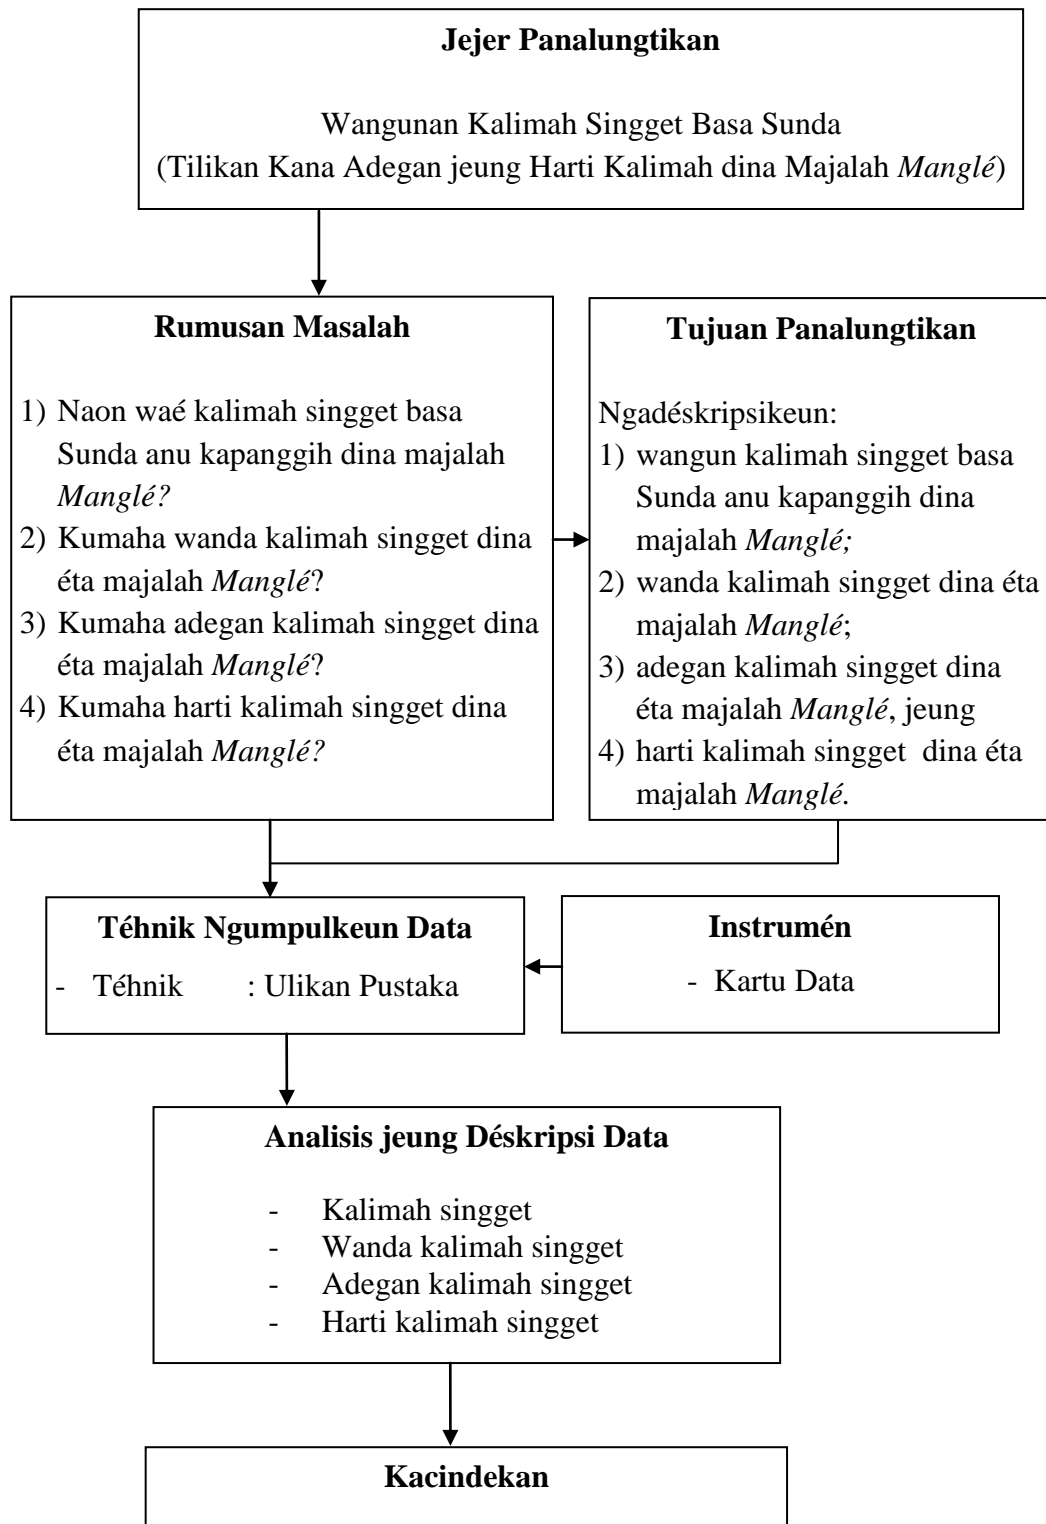 Jejer Panalungtikan
Wangunan Kalimah Singget Basa Sunda
(Tilikan Kana Adegan jeung Harti Kalimah dina Majalah Manglé)
Rumusan Masalah
1) Naon waé kalimah singget basa
Sunda anu kapanggih dina majalah
Manglé?
2) Kumaha wanda kalimah singget dina
éta majalah Manglé?
3) Kumaha adegan kalimah singget dina
éta majalah Manglé?
4) Kumaha harti kalimah singget dina
éta majalah Manglé?
Tujuan Panalungtikan
Ngadéskripsikeun:
1) wangun kalimah singget basa
Sunda anu kapanggih dina
majalah Manglé;
2) wanda kalimah singget dina éta
majalah Manglé;
3) adegan kalimah singget dina
éta majalah Manglé, jeung
4) harti kalimah singget dina éta
majalah Manglé.
Téhnik Ngumpulkeun Data
- Téhnik : Ulikan Pustaka
Instrumén
- Kartu Data
Analisis jeung Déskripsi Data
- Kalimah singget
- Wanda kalimah singget
- Adegan kalimah singget
- Harti kalimah singget
Kacindekan